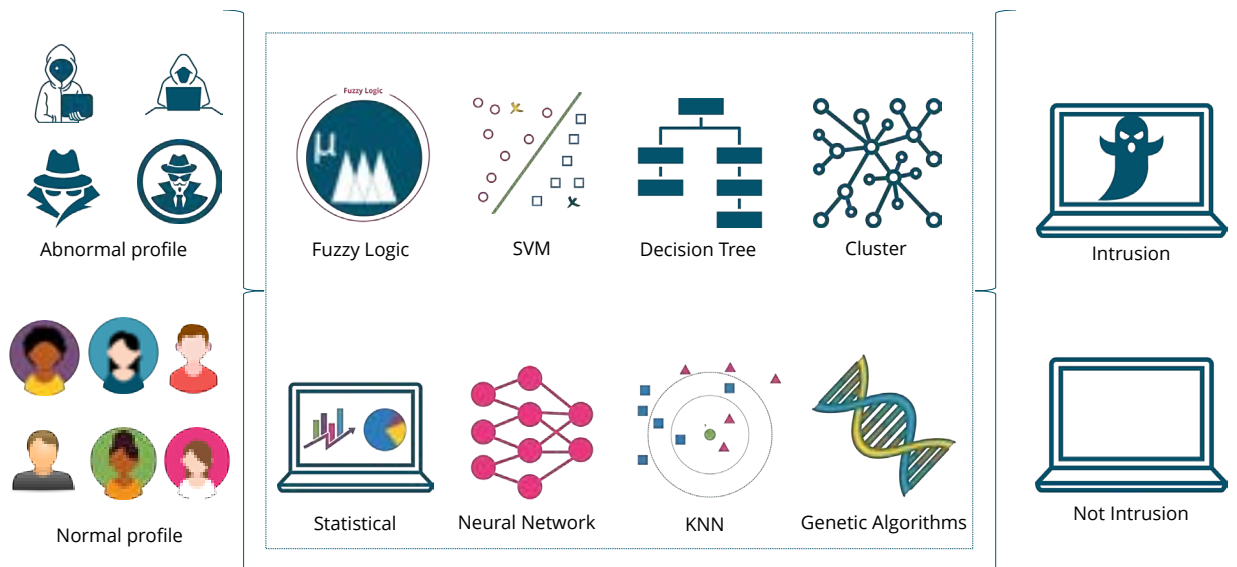 Fuzzy Logic
μ
Abnormal profile
Fuzzy Logic
SVM
Decision Tree
Cluster
Intrusion
Normal profile
Statistical
Neural Network
KNN
Genetic Algorithms
Not Intrusion